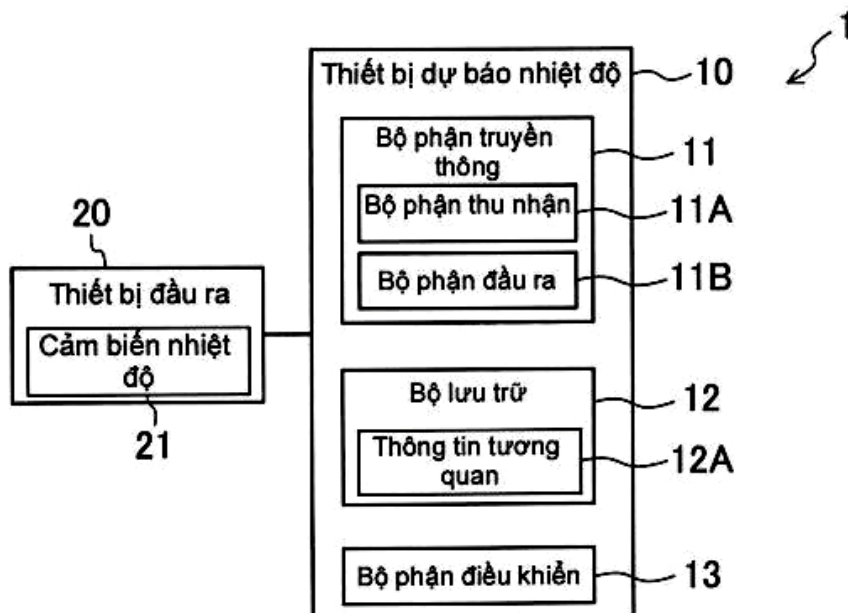 1
Thiết bị dự báo nhiệt độ
10
Bộ phận truyền
thông
11
Bộ phận thu nhận
11A
Bộ phận đầu ra
11B
20
Thiết bị đầu ra
Cảm biến nhiệt
độ
21
Bộ lưu trữ
12
Thông tin tương
quan
12A
Bộ phận điều khiển
13